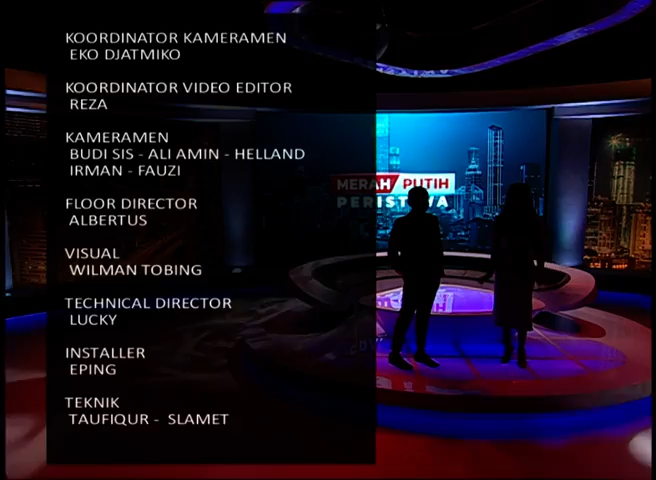 KOORDINATOR KAMERAMEN
EKO DJATMIKO
KOORDINATOR VIDEO EDITOR
REZA
KAMERAMEN
BUDI SIS - ALI AMIN - HELLAND
IRMAN - FAUZI
FLOOR DIRECTOR
ALBERTUS
VISUAL
WILMAN TOBING
TECHNICAL DIRECTOR
LUCKY
INSTALLER
EPING
TEKNIK
TAUFIQUR - SLAMET
MERAH PUTIH
PERISTIWA